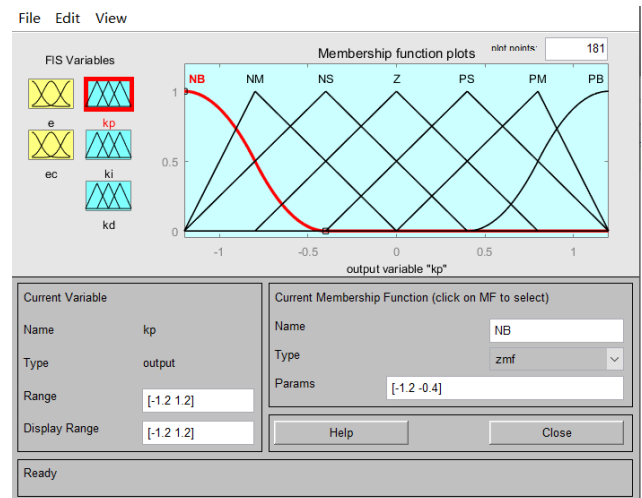 File Edit View
FIS Variables
e
kp
ec
ki
kd
Membership function plots
plot points:
181
NB NM NS Z PS PM PB
1
0.5
0
-1 -0.5 0 0.5 1
output variable "kp"
Current Variable
Name kp
Type output
Range [-1.2 1.2]
Display Range [-1.2 1.2]
Current Membership Function (click on MF to select)
Name NB
Type zmf
Params [-1.2 -0.4]
Help Close
Ready